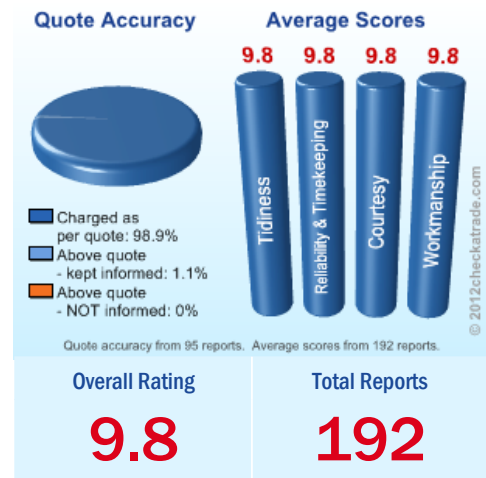 Quote Accuracy
Average Scores
9.8 9.8 9.8 9.8
Tidiness
Reliability & Timekeeping
Courtesy
Workmanship
Charged as
per quote: 98.9%
Above quote
- kept informed: 1.1%
Above quote
- NOT informed: 0%
© 2012checkatrade.com
Quote accuracy from 95 reports. Average scores from 192 reports.
Overall Rating
9.8
Total Reports
192